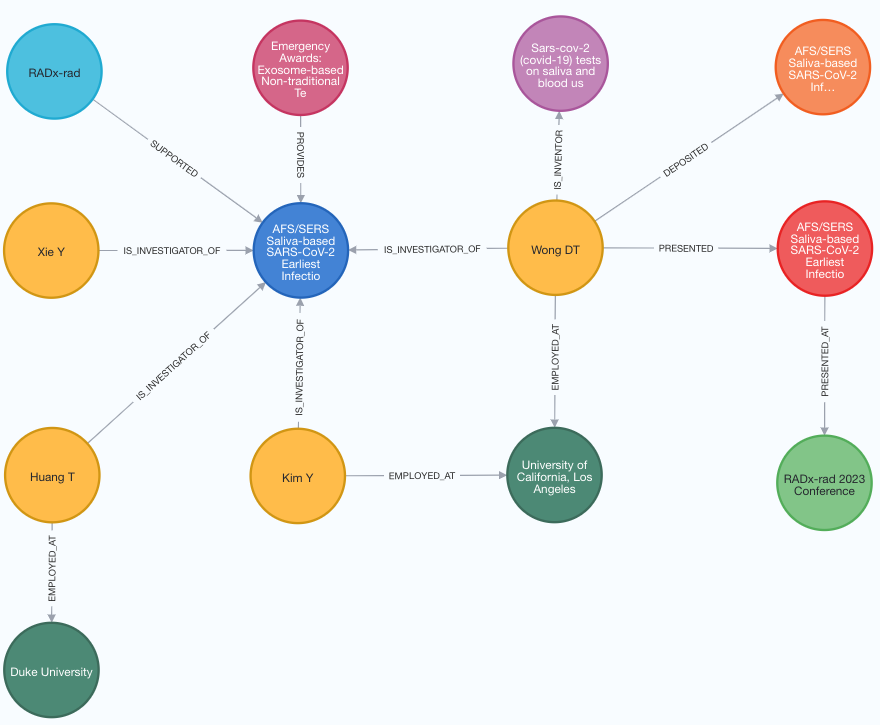 RADx-rad
Emergency
Awards:
Exosome-based
Non-traditional
Te
Sars-cov-2
(covid-19) tests
on saliva and
blood us
AFS/SERS
Saliva-based
SARS-CoV-2
Inf...
SUPPORTED
PROVIDES
IS_INVENTOR
DEPOSITED
Xie Y
IS_INVESTIGATOR_OF
AFS/SERS
Saliva-based
SARS-CoV-2
Earliest
Infectio
IS_INVESTIGATOR_OF
Wong DT
PRESENTED
AFS/SERS
Saliva-based
SARS-CoV-2
Earliest
Infectio
IS_INVESTIGATOR_OF
IS_INVESTIGATOR_OF
EMPLOYED_AT
PRESENTED_AT
Huang T
Kim Y
EMPLOYED_AT
University of
California, Los
Angeles
RADx-rad 2023
Conference
EMPLOYED_AT
Duke University